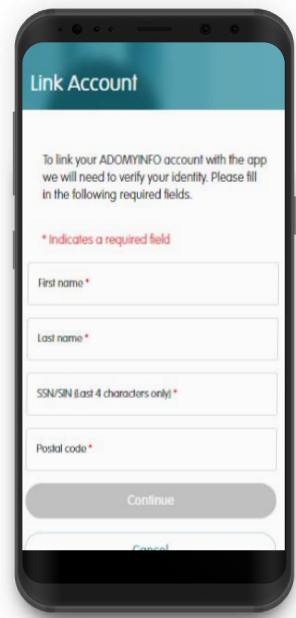 Link Account
To link your ADOMYINFO account with the app
we will need to verify your identity. Please fill
in the following required fields.
* Indicates a required field
First name *
Last name *
SSN/SIN (Last 4 characters only) *
Postal code *
Continue
Cancel